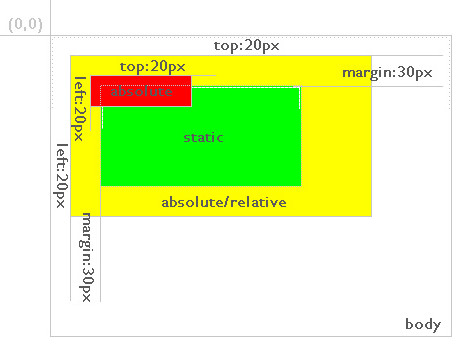 (0,0)
top:20px
top:20px
margin:30px
left:20px
absolute
static
left:20px
absolute/relative
margin:30px
body